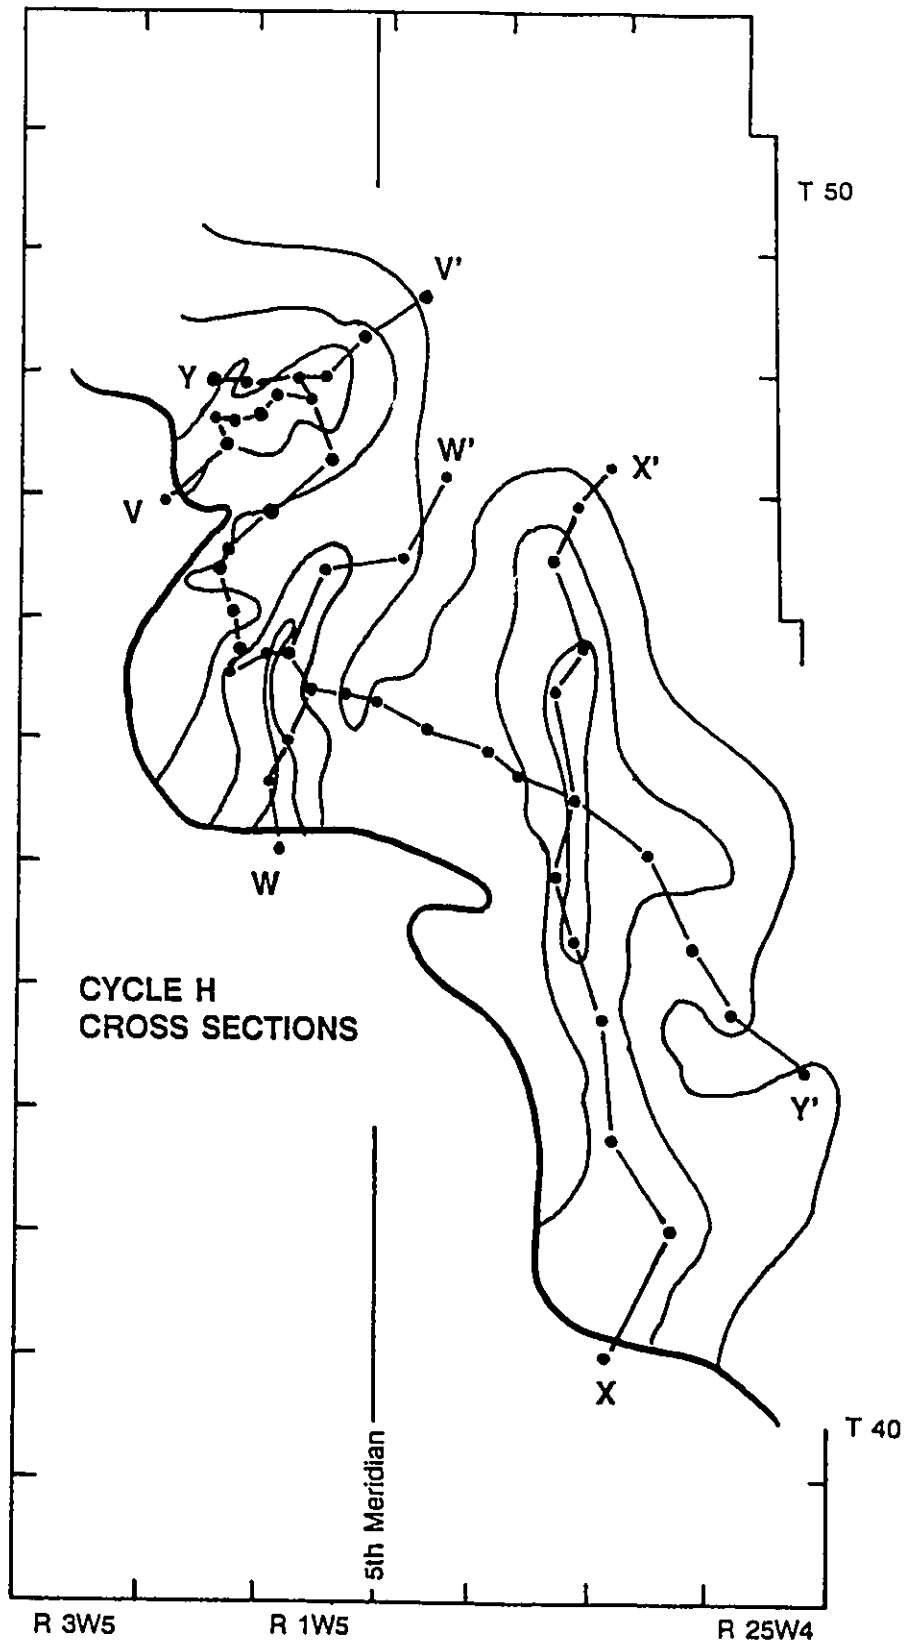 T 50
V'
Y
W'
X'
V
W
CYCLE H
CROSS SECTIONS
Y'
X
T 40
5th Meridian
R 3W5
R 1W5
R 25W4